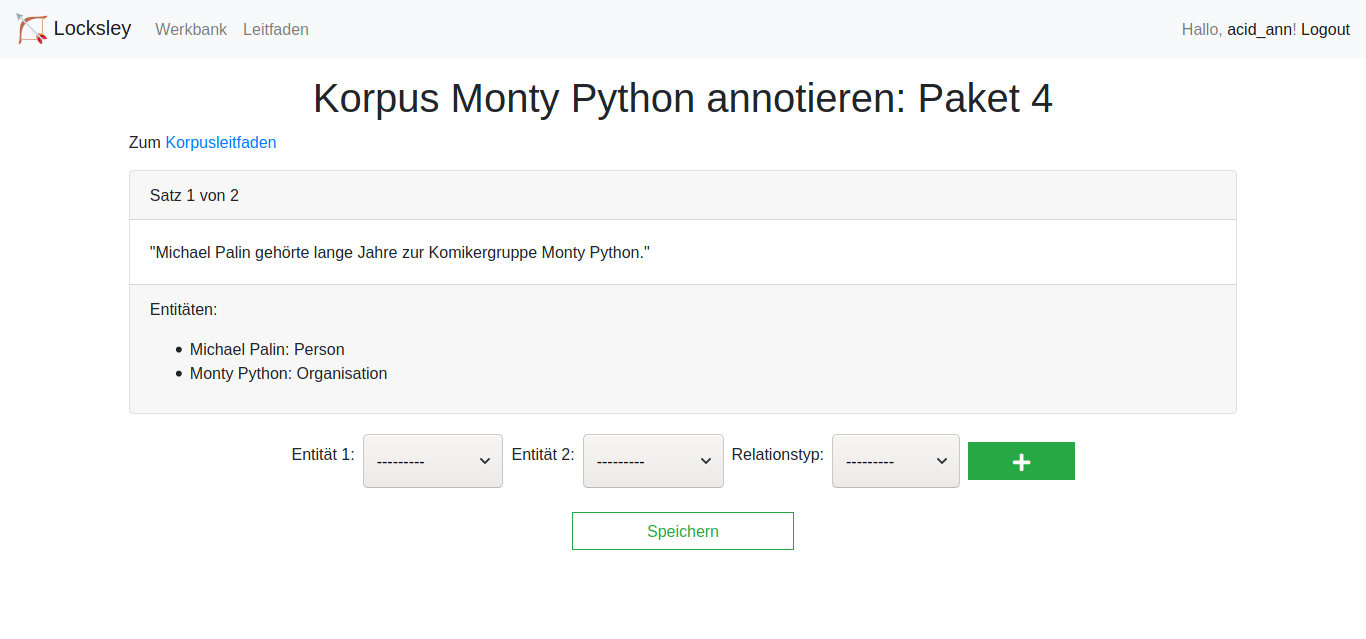 Locksley Werkbank Leitfaden Hallo, acid_ann! Logout
Korpus Monty Python annotieren: Paket 4
Zum Korpusleitfaden
Satz 1 von 2
"Michael Palin gehörte lange Jahre zur Komikergruppe Monty Python."
Entitäten:
Michael Palin: Person
Monty Python: Organisation
Entität 1: --------- Entität 2: --------- Relationstyp: --------- +
Speichern